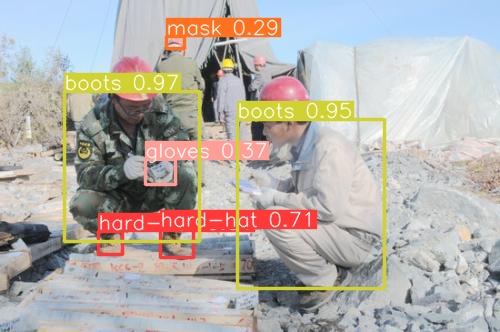 mask 0.29
boots 0.97
boots 0.95
gloves 0.37
hard-
hard-hat 0.71